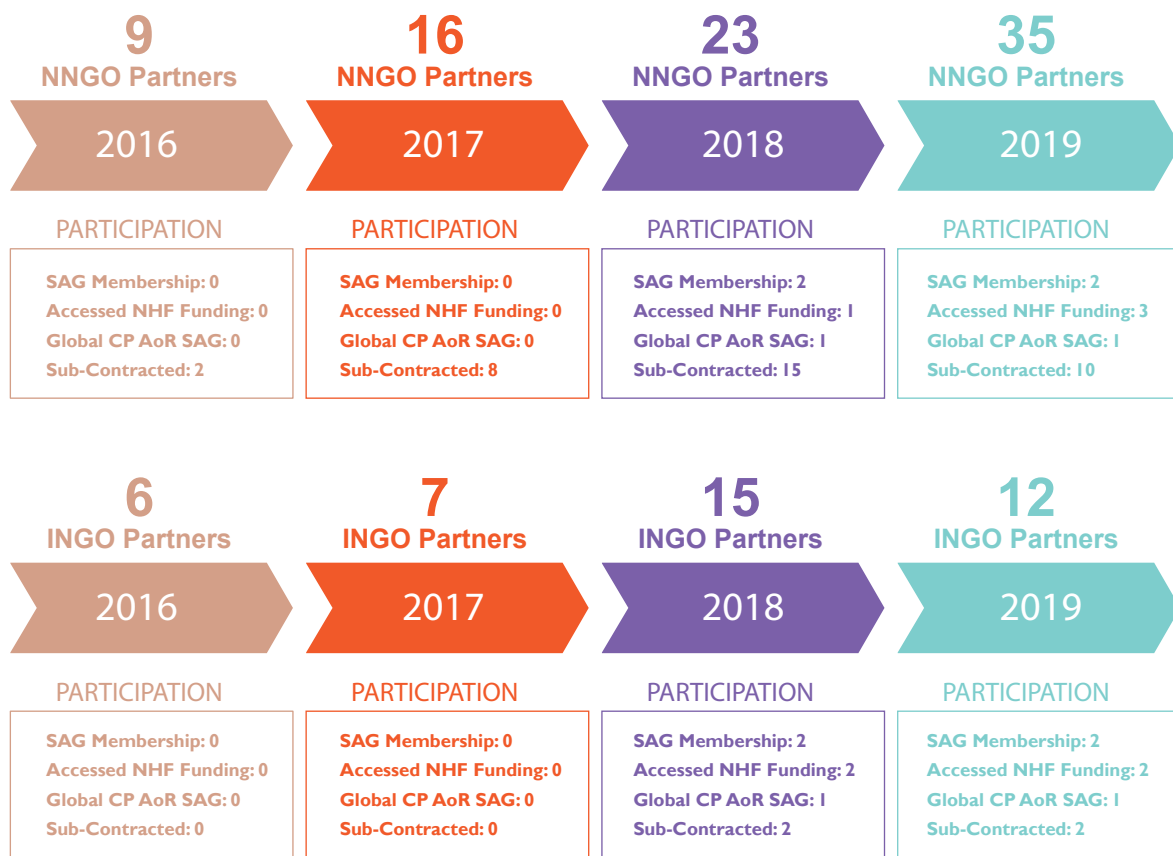 9
NNGO Partners
2016
PARTICIPATION
SAG Membership: 0
Accessed NHF Funding: 0
Global CP AoR SAG: 0
Sub-Contracted: 2
16
NNGO Partners
2017
PARTICIPATION
SAG Membership: 0
Accessed NHF Funding: 0
Global CP AoR SAG: 0
Sub-Contracted: 8
23
NNGO Partners
2018
PARTICIPATION
SAG Membership: 2
Accessed NHF Funding: 1
Global CP AoR SAG: 1
Sub-Contracted: 15
35
NNGO Partners
2019
PARTICIPATION
SAG Membership: 2
Accessed NHF Funding: 3
Global CP AoR SAG: 1
Sub-Contracted: 10
6
INGO Partners
2016
PARTICIPATION
SAG Membership: 0
Accessed NHF Funding: 0
Global CP AoR SAG: 0
Sub-Contracted: 0
7
INGO Partners
2017
PARTICIPATION
SAG Membership: 0
Accessed NHF Funding: 0
Global CP AoR SAG: 0
Sub-Contracted: 0
15
INGO Partners
2018
PARTICIPATION
SAG Membership: 2
Accessed NHF Funding: 2
Global CP AoR SAG: 1
Sub-Contracted: 2
12
INGO Partners
2019
PARTICIPATION
SAG Membership: 2
Accessed NHF Funding: 2
Global CP AoR SAG: 1
Sub-Contracted: 2